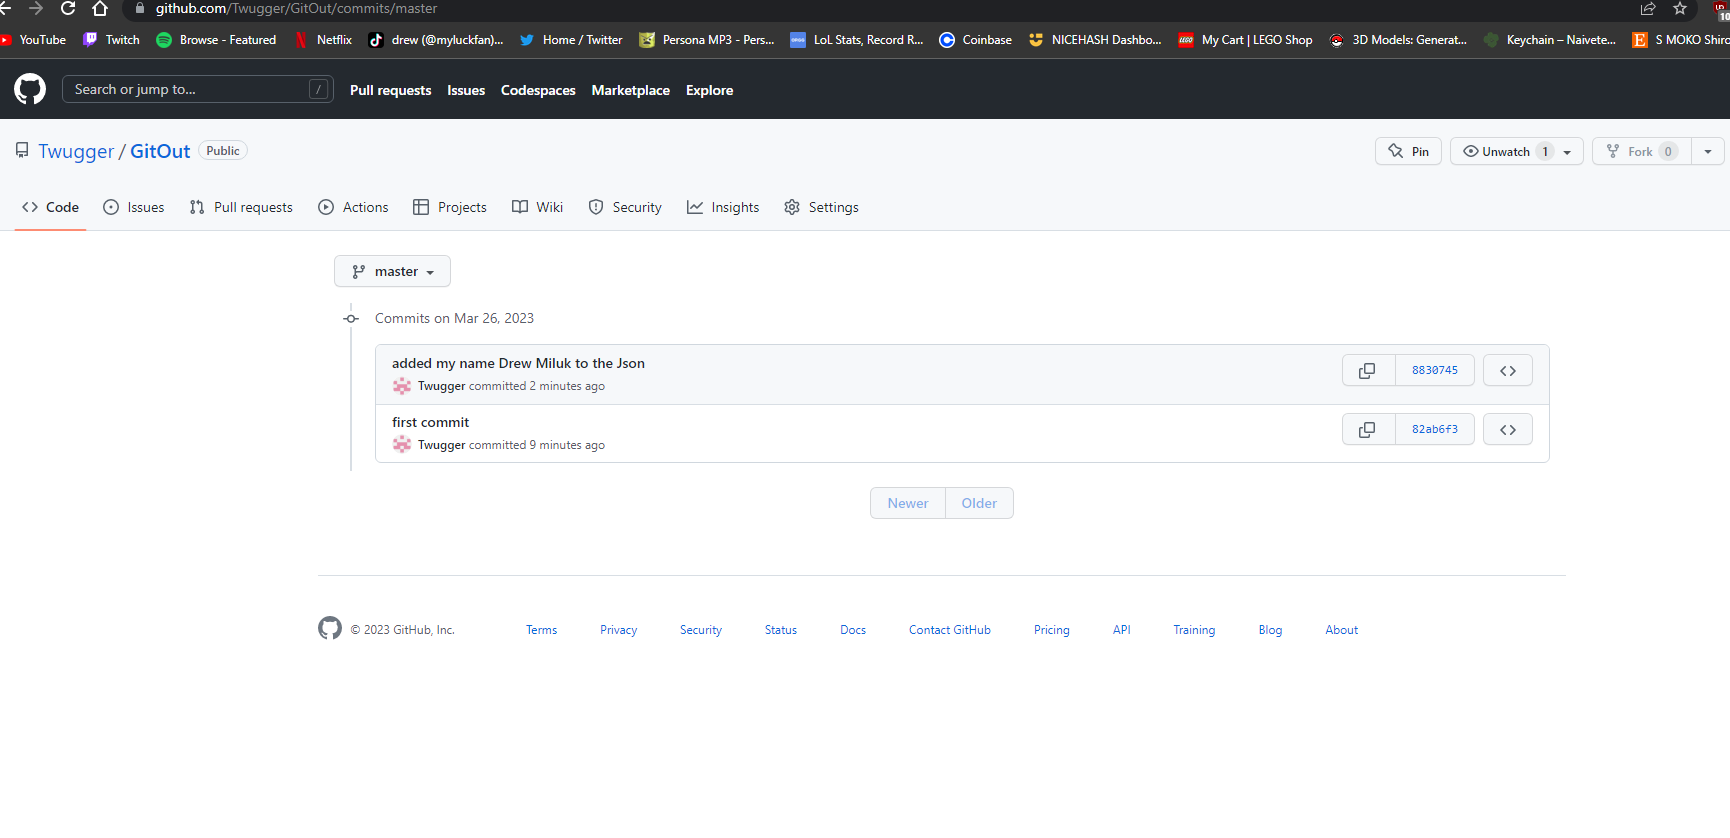 github.com/Twugger/GitOut/commits/master
YouTube Twitch Browse - Featured Netflix drew (@myluckfan)... Home / Twitter Persona MP3 - Pers... LoL Stats, Record R... Coinbase NICEHASH Dashbo... My Cart | LEGO Shop 3D Models: Generat... Keychain – Naivete... S MOKO Shiro
Search or jump to... / Pull requests Issues Codespaces Marketplace Explore
Twugger / GitOut Public Pin Unwatch 1 Fork 0
Code Issues Pull requests Actions Projects Wiki Security Insights Settings
master
Commits on Mar 26, 2023
added my name Drew Miluk to the Json
Twugger committed 2 minutes ago
8830745
first commit
Twugger committed 9 minutes ago
82ab6f3
Newer Older
© 2023 GitHub, Inc. Terms Privacy Security Status Docs Contact GitHub Pricing API Training Blog About